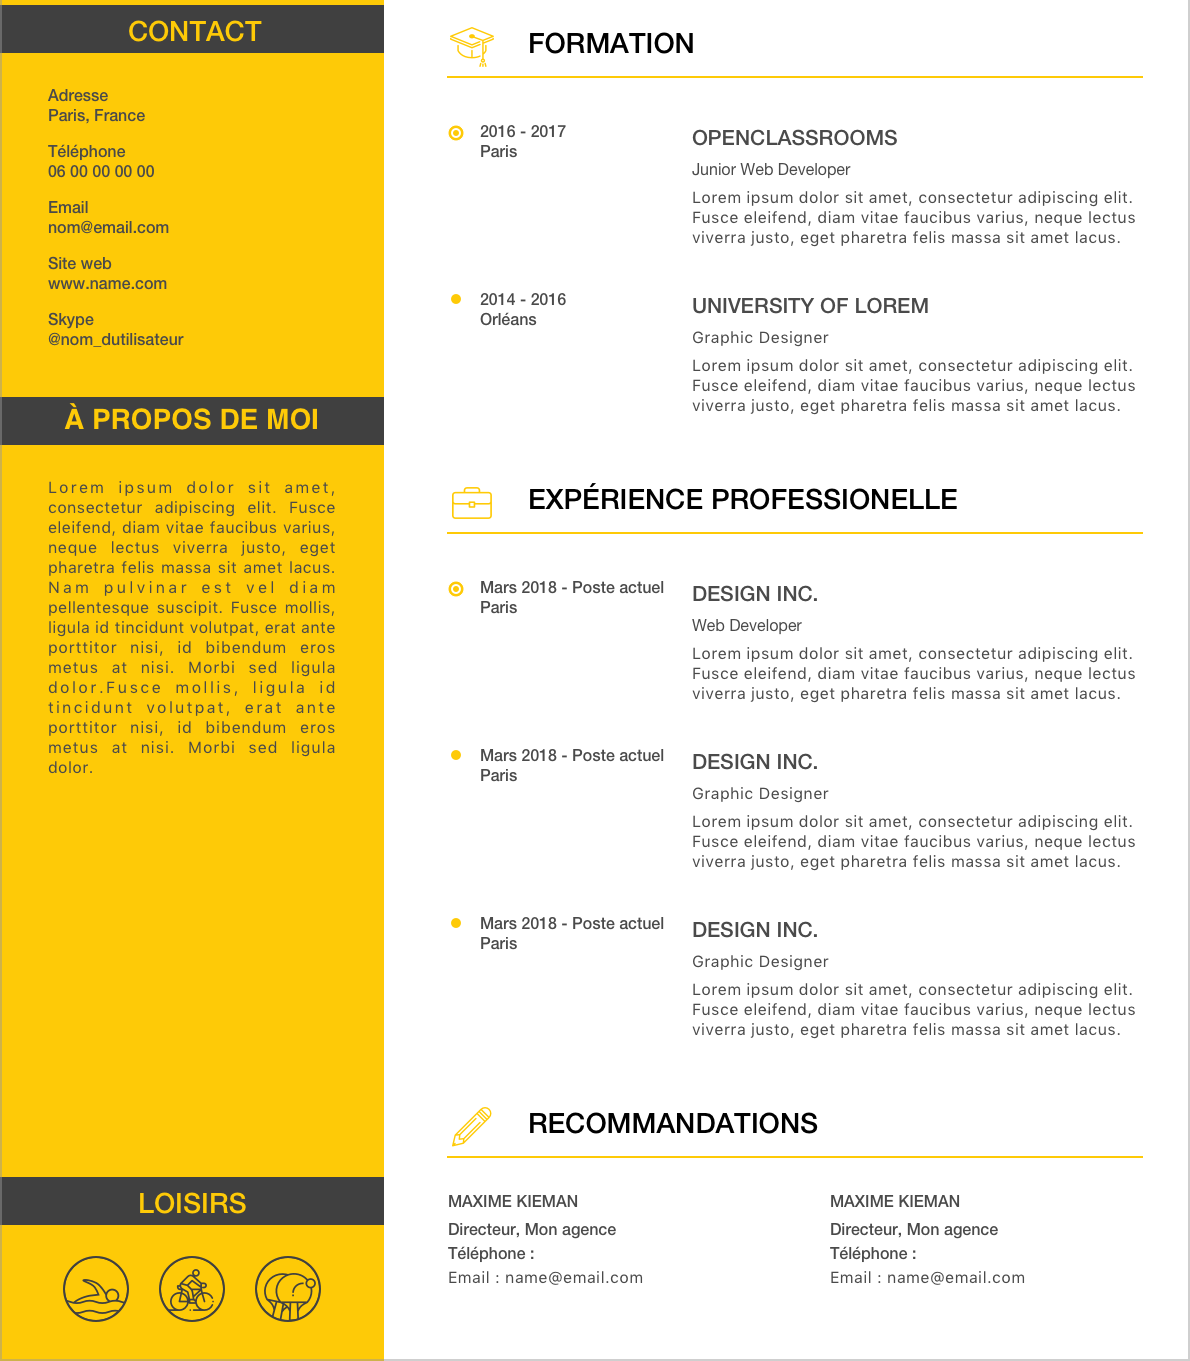 CONTACT
Adresse
Paris, France
Téléphone
06 00 00 00 00
Email
nom@email.com
Site web
www.name.com
Skype
@nom_dutilisateur
À PROPOS DE MOI
Lorem ipsum dolor sit amet,
consectetur adipiscing elit. Fusce
eleifend, diam vitae faucibus varius,
neque lectus viverra justo, eget
pharetra felis massa sit amet lacus.
Nam pulvinar est vel diam
pellentesque suscipit. Fusce mollis,
ligula id tincidunt volutpat, erat ante
porttitor nisi, id bibendum eros
metus at nisi. Morbi sed ligula
dolor.Fusce mollis, ligula id
tincidunt volutpat, erat ante
porttitor nisi, id bibendum eros
metus at nisi. Morbi sed ligula
dolor.
LOISIRS
FORMATION
2016 - 2017
Paris
OPENCLASSROOMS
Junior Web Developer
Lorem ipsum dolor sit amet, consectetur adipiscing elit.
Fusce eleifend, diam vitae faucibus varius, neque lectus
viverra justo, eget pharetra felis massa sit amet lacus.
2014 - 2016
Orléans
UNIVERSITY OF LOREM
Graphic Designer
Lorem ipsum dolor sit amet, consectetur adipiscing elit.
Fusce eleifend, diam vitae faucibus varius, neque lectus
viverra justo, eget pharetra felis massa sit amet lacus.
EXPÉRIENCE PROFESSIONELLE
Mars 2018 - Poste actuel
Paris
DESIGN INC.
Web Developer
Lorem ipsum dolor sit amet, consectetur adipiscing elit.
Fusce eleifend, diam vitae faucibus varius, neque lectus
viverra justo, eget pharetra felis massa sit amet lacus.
Mars 2018 - Poste actuel
Paris
DESIGN INC.
Graphic Designer
Lorem ipsum dolor sit amet, consectetur adipiscing elit.
Fusce eleifend, diam vitae faucibus varius, neque lectus
viverra justo, eget pharetra felis massa sit amet lacus.
Mars 2018 - Poste actuel
Paris
DESIGN INC.
Graphic Designer
Lorem ipsum dolor sit amet, consectetur adipiscing elit.
Fusce eleifend, diam vitae faucibus varius, neque lectus
viverra justo, eget pharetra felis massa sit amet lacus.
RECOMMANDATIONS
MAXIME KIEMAN
Directeur, Mon agence
Téléphone :
Email : name@email.com
MAXIME KIEMAN
Directeur, Mon agence
Téléphone :
Email : name@email.com